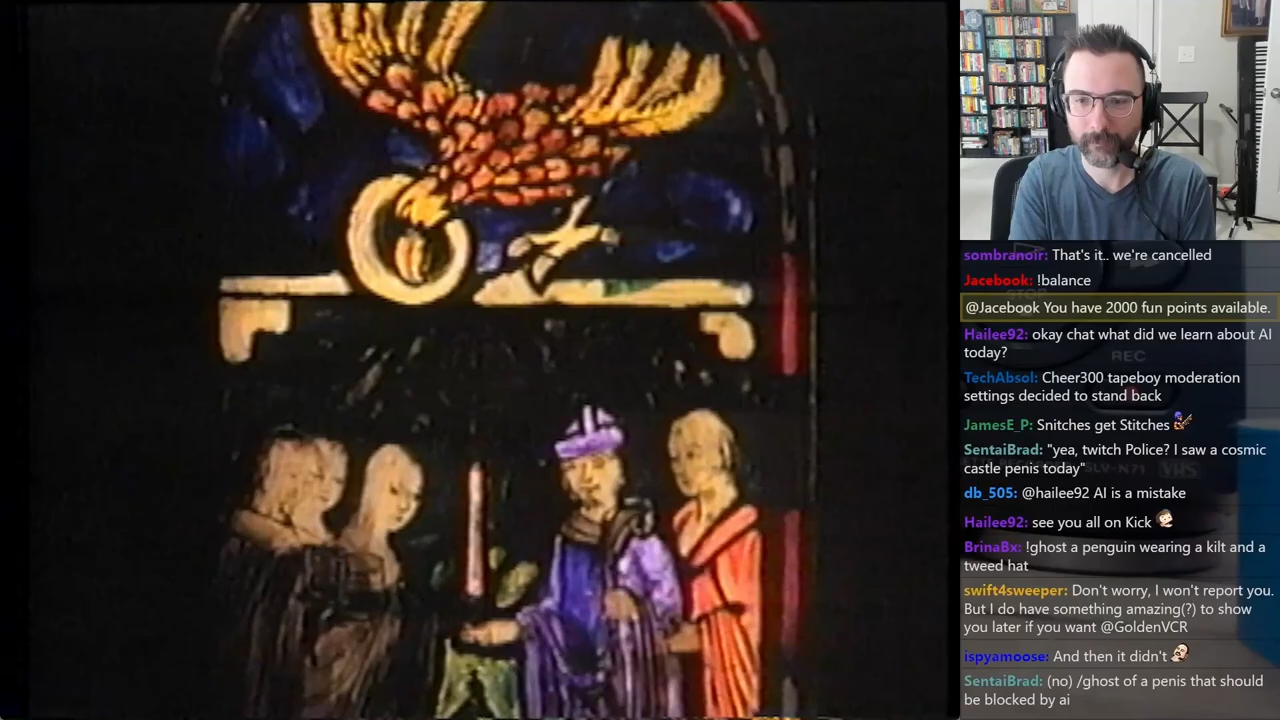 sombranoir: That's it.. we're cancelled
Jacebook: !balance
@Jacebook You have 2000 fun points available.
Hailee92: okay chat what did we learn about AI
today?
REC
TechAbsol: Cheer300 tapeboy moderation
settings decided to stand back
JamesE_P: Snitches get Stitches
SentaiBrad: "yea, twitch Police? I saw a cosmic
castle penis today"
SLV-N71 VHS
db_505: @hailee92 AI is a mistake
Hailee92: see you all on Kick
BrinaBx: !ghost a penguin wearing a kilt and a
tweed hat
swift4sweeper: Don't worry, I won't report you.
But I do have something amazing(?) to show
you later if you want @GoldenVCR
ispyamoose: And then it didn't
SentaiBrad: (no) /ghost of a penis that should
be blocked by ai